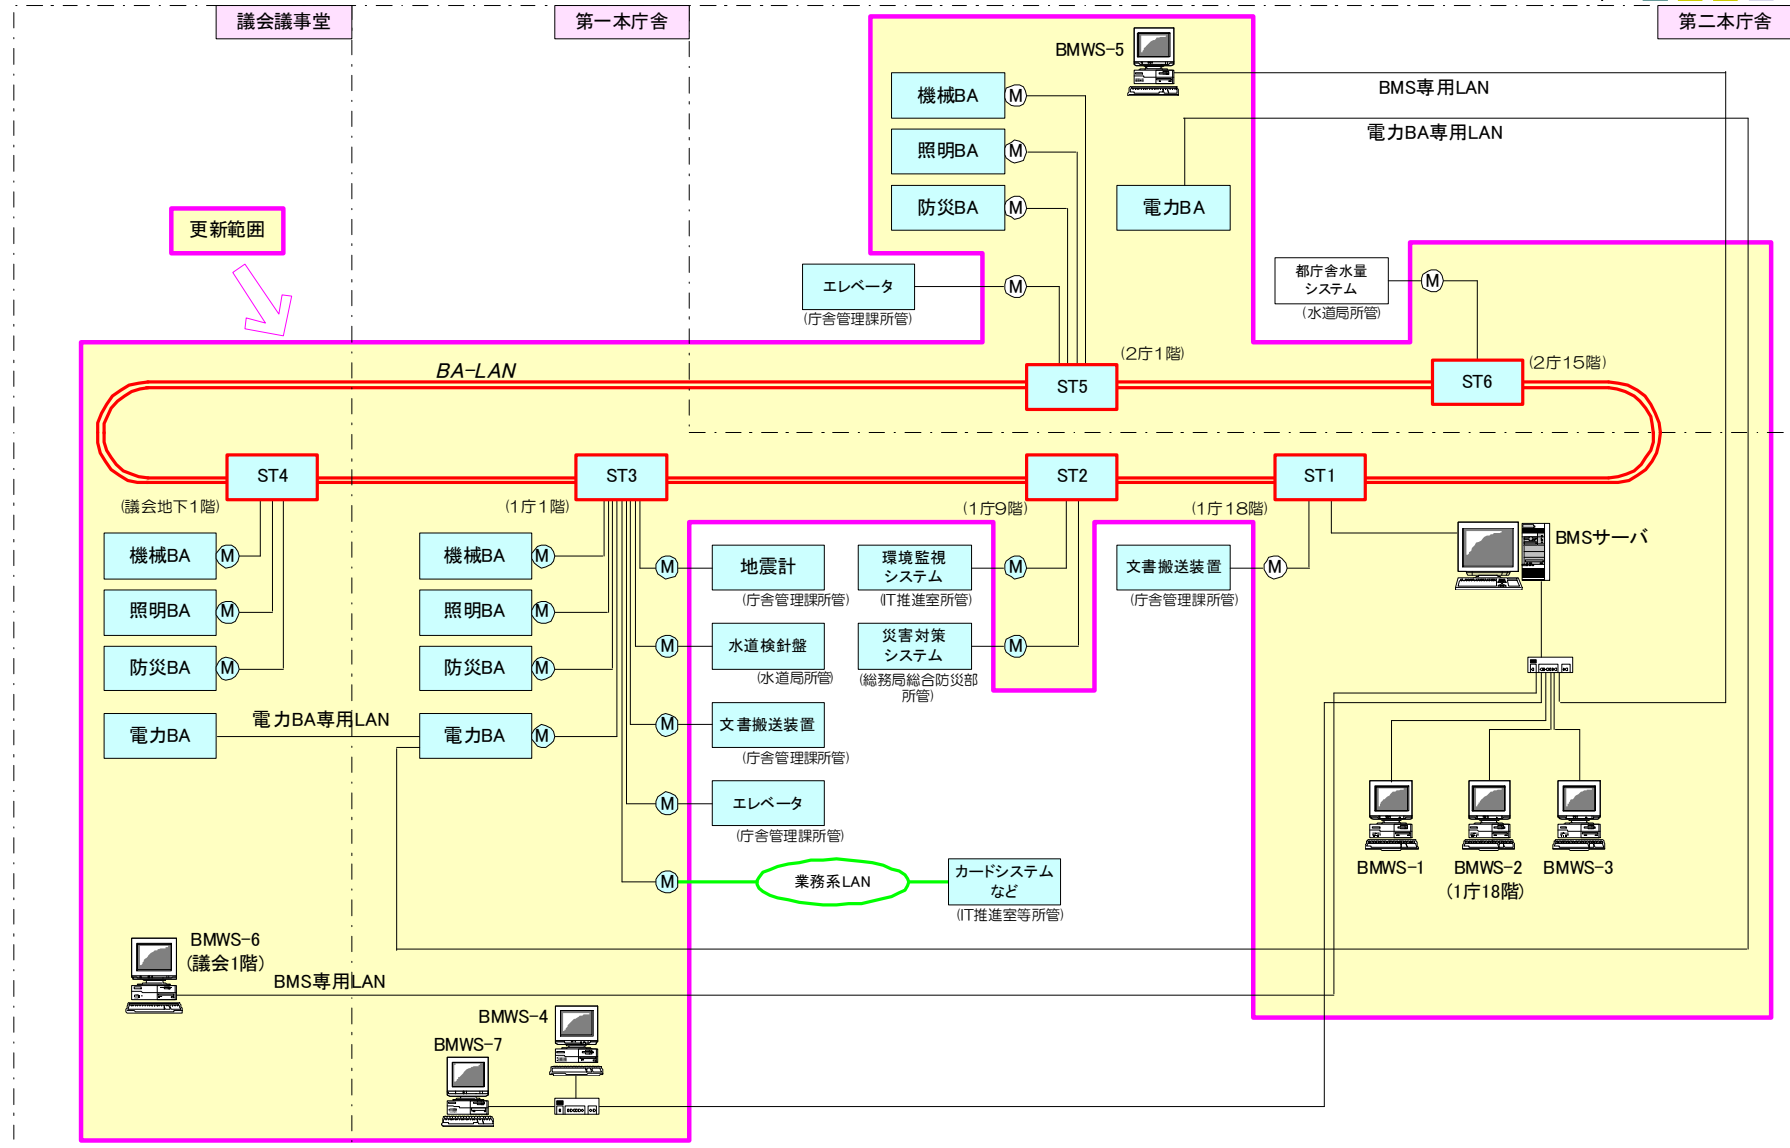 議会議事堂
第一本庁舎
第二本庁舎
BMWS-5
BMS専用LAN
電力BA専用LAN
機械BA
M
照明BA
M
防災BA
M
電力BA
更新範囲
エレベータ
M
(庁舎管理課所管)
都庁舎水量
システム
M
(水道局所管)
BA-LAN
(2庁1階)
ST5
ST6
(2庁15階)
ST4
(議会地下1階)
ST3
(1庁1階)
ST2
(1庁9階)
ST1
(1庁18階)
機械BA
M
照明BA
M
防災BA
M
電力BA
電力BA専用LAN
機械BA
M
照明BA
M
防災BA
M
電力BA
M
M
地震計
(庁舎管理課所管)
M
水道検針盤
(水道局所管)
M
文書搬送装置
(庁舎管理課所管)
M
エレベータ
(庁舎管理課所管)
M
業務系LAN
カードシステム
など
(IT推進室等所管)
環境監視
システム
M
(IT推進室所管)
災害対策
システム
M
(総務局総合防災部
所管)
文書搬送装置
M
(庁舎管理課所管)
BMSサーバ
BMWS-1
BMWS-2
(1庁18階)
BMWS-3
BMWS-6
(議会1階)
BMS専用LAN
BMWS-4
BMWS-7